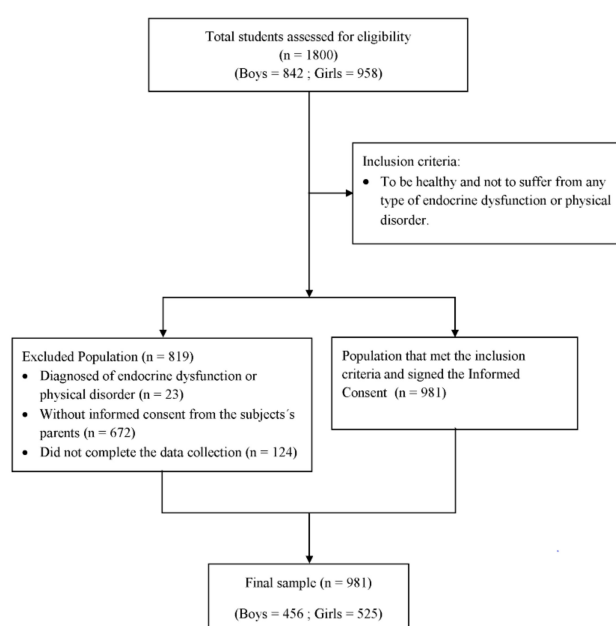 Total students assessed for eligibility
(n = 1800)
(Boys = 842 ; Girls = 958)
Inclusion criteria:
• To be healthy and not to suffer from any
type of endocrine dysfunction or physical
disorder.
Excluded Population (n = 819)
• Diagnosed of endocrine dysfunction or
physical disorder (n = 23)
• Without informed consent from the subjects´s
parents (n = 672)
• Did not complete the data collection (n = 124)
Population that met the inclusion
criteria and signed the Informed
Consent (n = 981)
Final sample (n = 981)
(Boys = 456 ; Girls = 525)